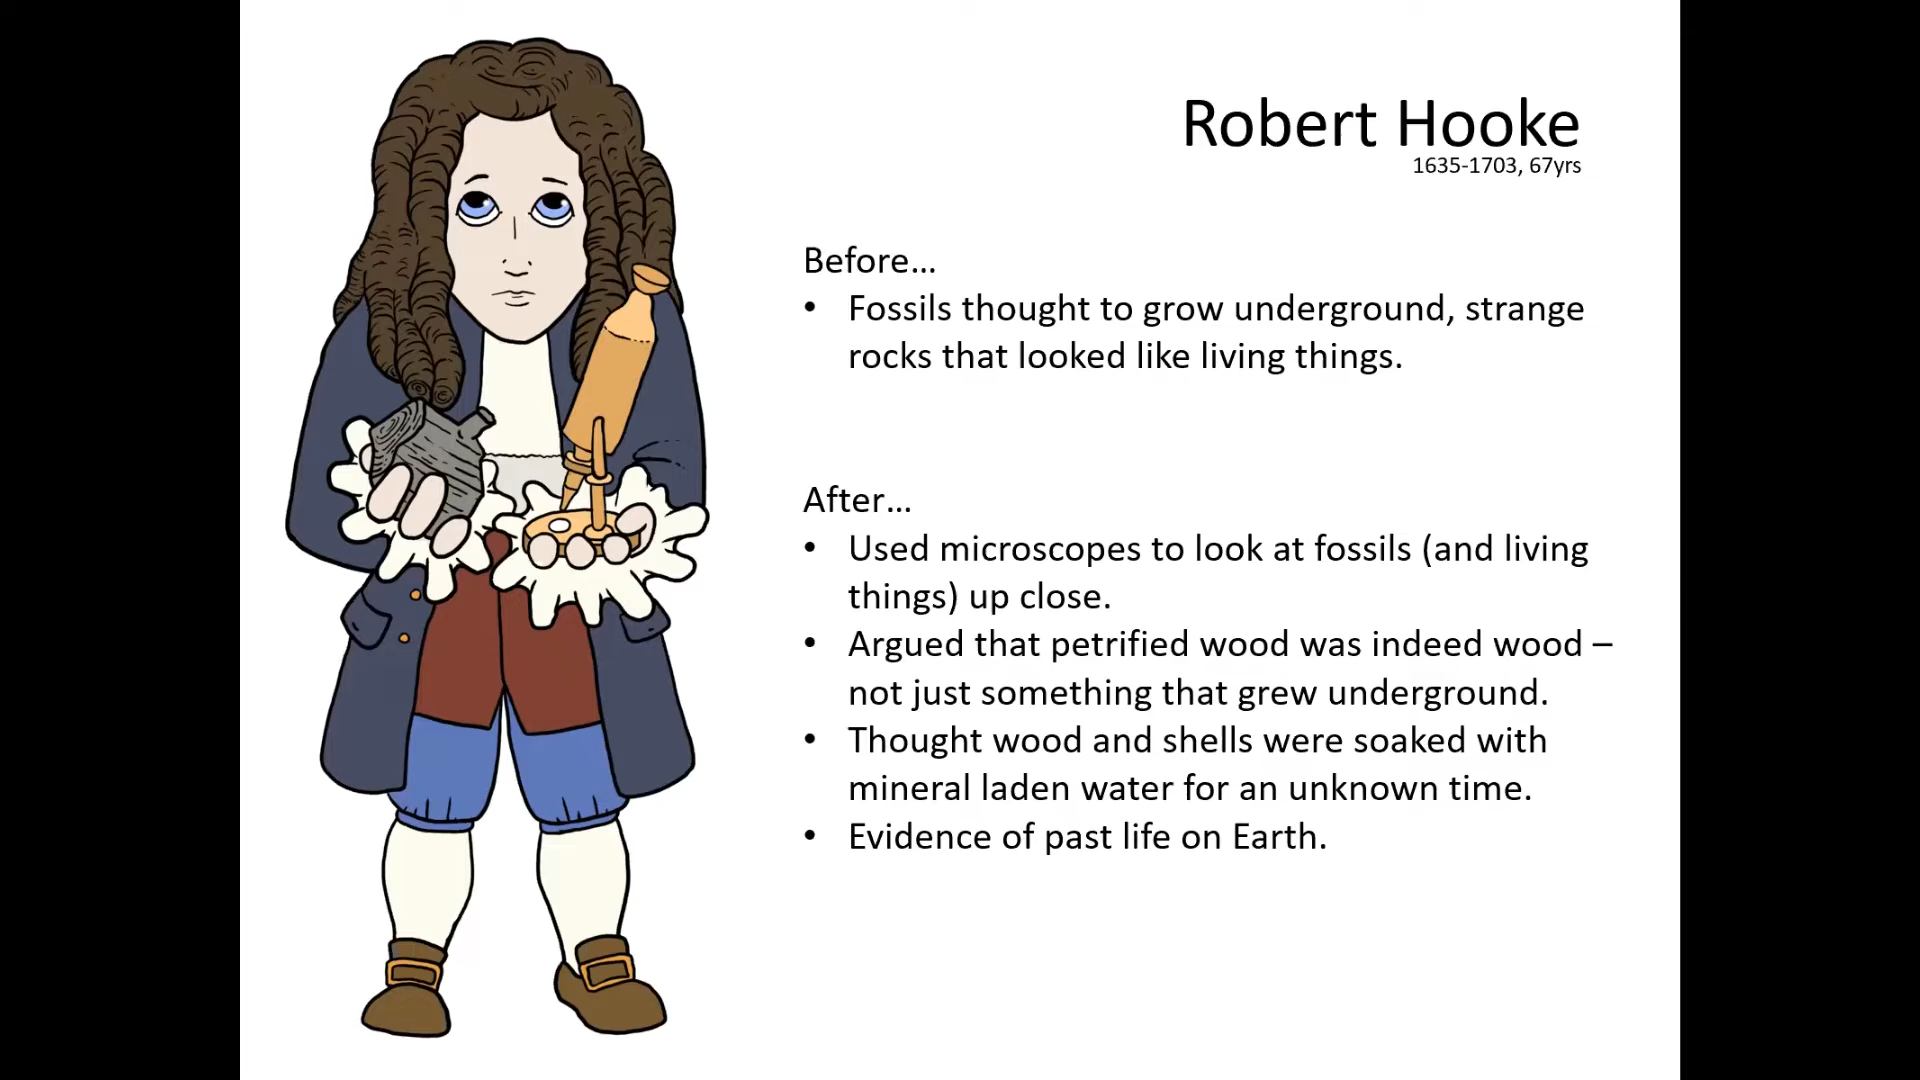 Robert Hooke
1635-1703, 67yrs
Before…
• Fossils thought to grow underground, strange
rocks that looked like living things.
After…
• Used microscopes to look at fossils (and living
things) up close.
• Argued that petrified wood was indeed wood –
not just something that grew underground.
• Thought wood and shells were soaked with
mineral laden water for an unknown time.
• Evidence of past life on Earth.